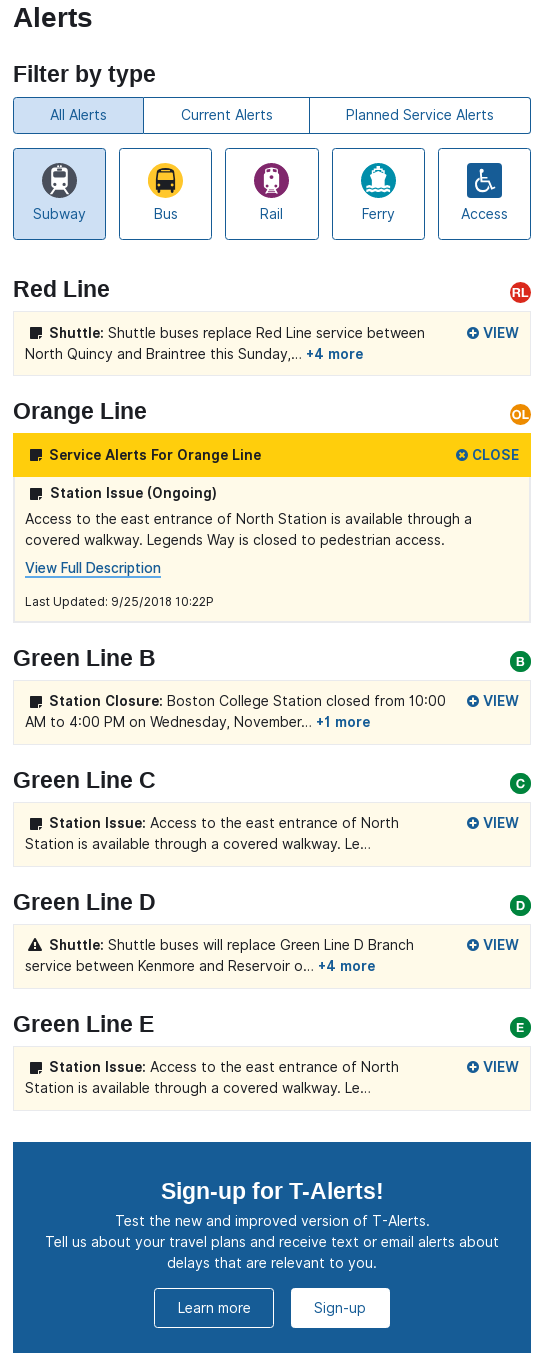 Alerts
Filter by type
All Alerts
Current Alerts
Planned Service Alerts
Subway
Bus
Rail
Ferry
Access
Red Line
RL
Shuttle: Shuttle buses replace Red Line service between
VIEW
North Quincy and Braintree this Sunday,... +4 more
Orange Line
OL
Service Alerts For Orange Line
CLOSE
Station Issue (Ongoing)
Access to the east entrance of North Station is available through a
covered walkway. Legends Way is closed to pedestrian access.
View Full Description
Last Updated: 9/25/2018 10:22P
Green Line B
B
Station Closure: Boston College Station closed from 10:00
VIEW
AM to 4:00 PM on Wednesday, November... +1 more
Green Line C
C
Station Issue: Access to the east entrance of North
VIEW
Station is available through a covered walkway. Le...
Green Line D
D
Shuttle: Shuttle buses will replace Green Line D Branch
VIEW
service between Kenmore and Reservoir o... +4 more
Green Line E
E
Station Issue: Access to the east entrance of North
VIEW
Station is available through a covered walkway. Le...
Sign-up for T-Alerts!
Test the new and improved version of T-Alerts.
Tell us about your travel plans and receive text or email alerts about
delays that are relevant to you.
Learn more
Sign-up